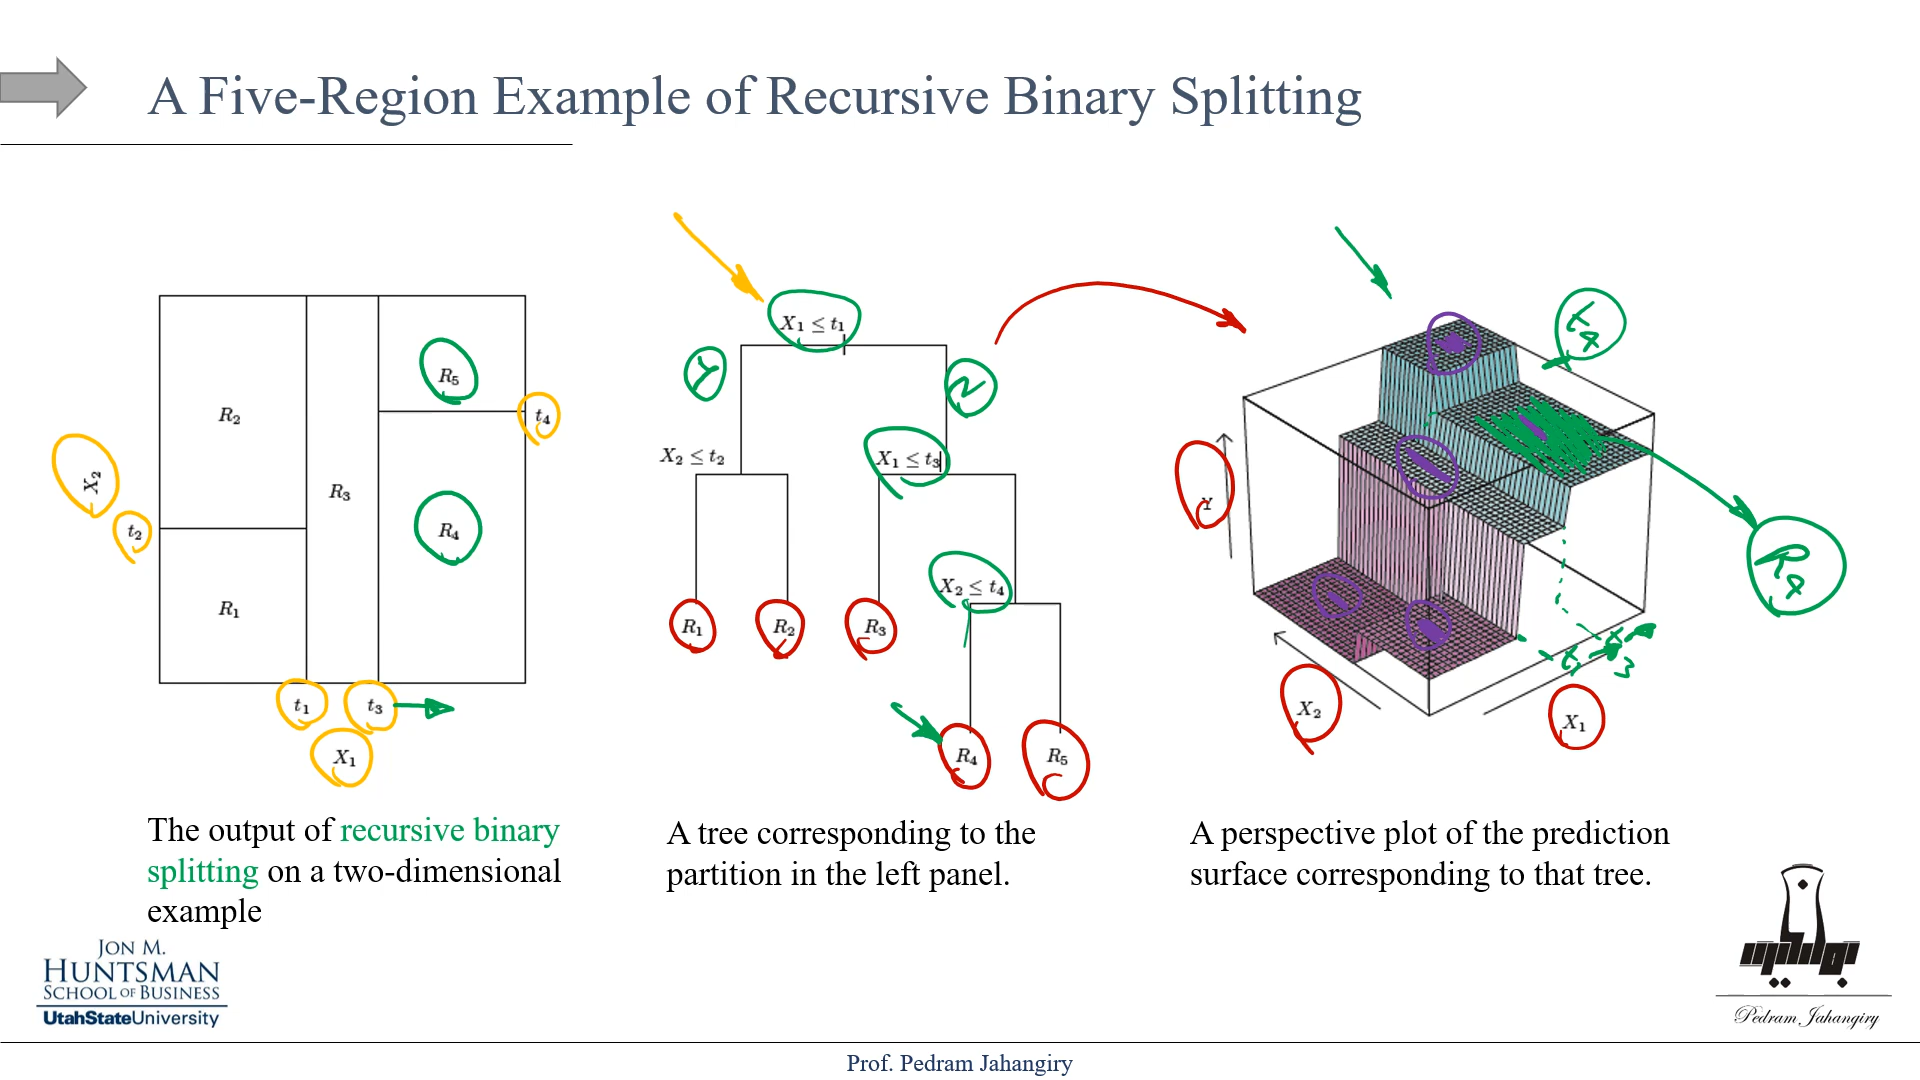 A Five-Region Example of Recursive Binary Splitting
R2
R5
t4
X2
t2
R3
R4
R1
t1
t3
X1
X1 ≤ t1
Y
N
X2 ≤ t2
X1 ≤ t3
X2 ≤ t4
R1
R2
R3
R4
R5
t4
Y
R4
X2
X1
t1
t3
The output of recursive binary
splitting on a two-dimensional
example
A tree corresponding to the
partition in the left panel.
A perspective plot of the prediction
surface corresponding to that tree.
JON M.
HUNTSMAN
SCHOOL OF BUSINESS
UtahStateUniversity
Pedram Jahangiry
Prof. Pedram Jahangiry